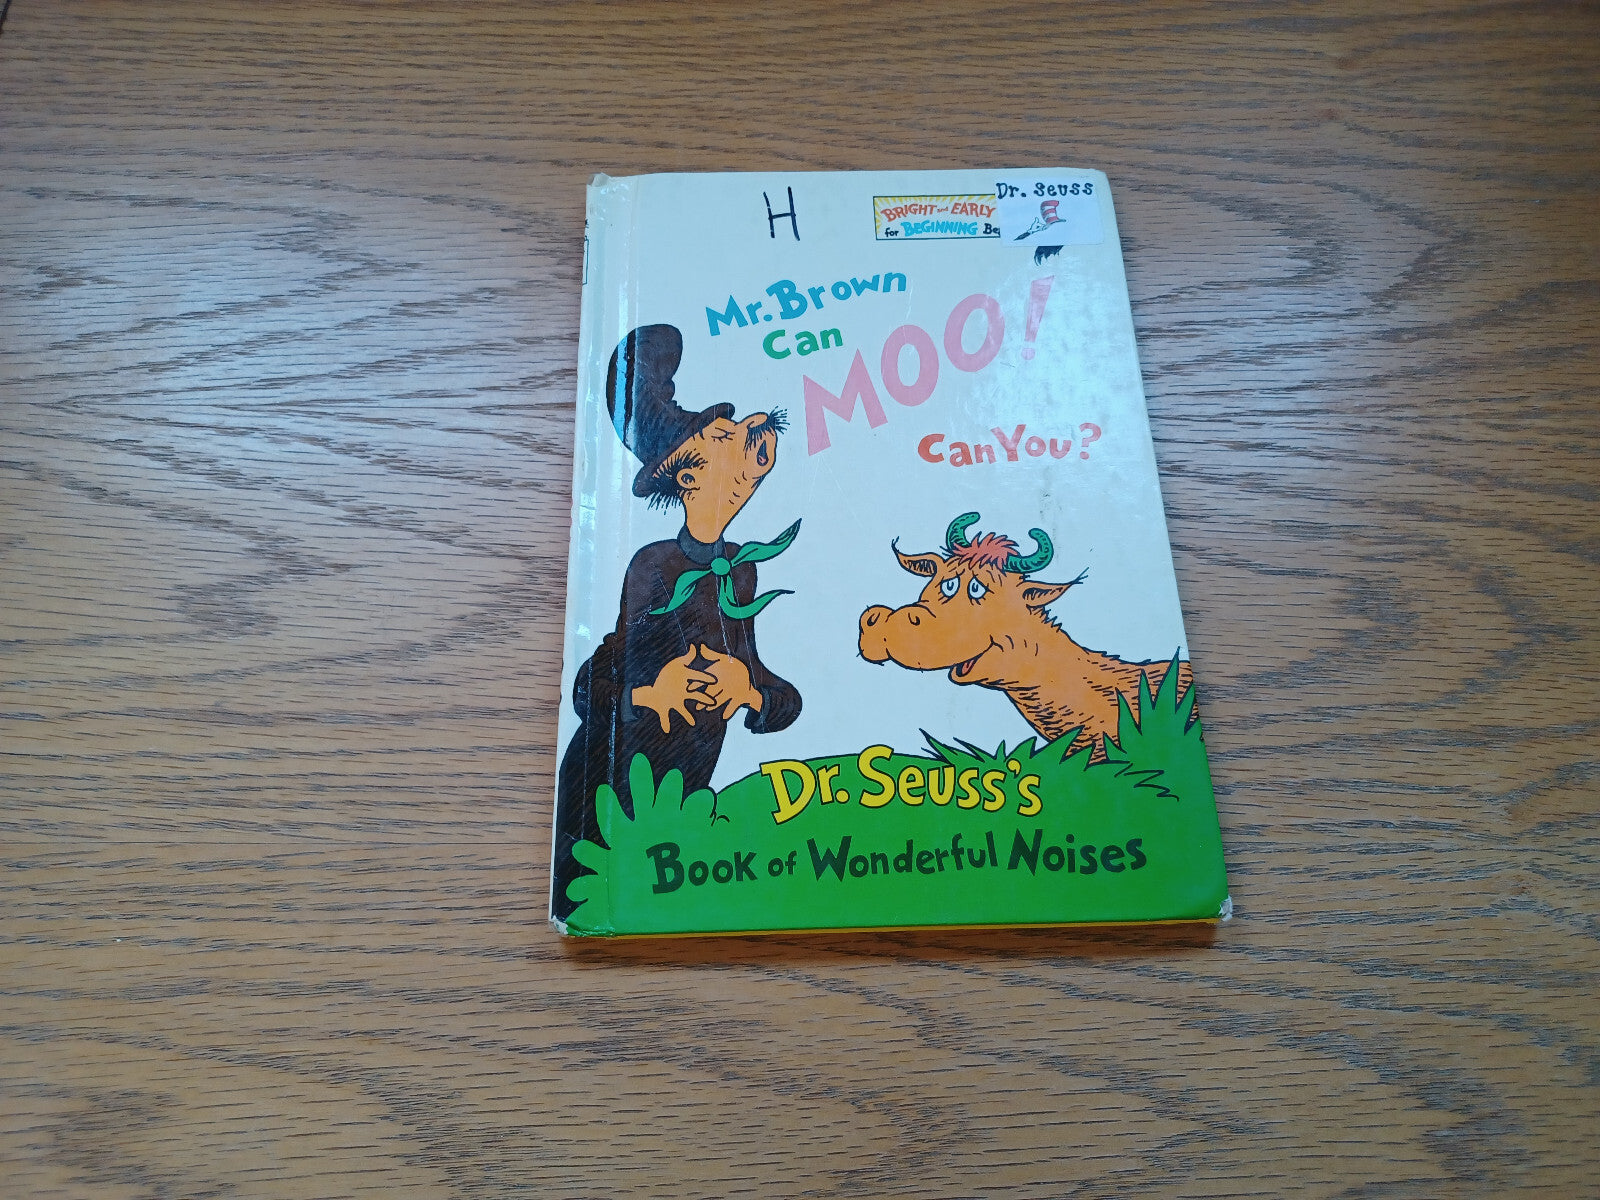 H
Dr. Seuss
BRIGHT and EARLY
for BEGINNING
Mr. Brown
Can
MOO!
Can You?
Dr. Seuss's
Book of Wonderful Noises